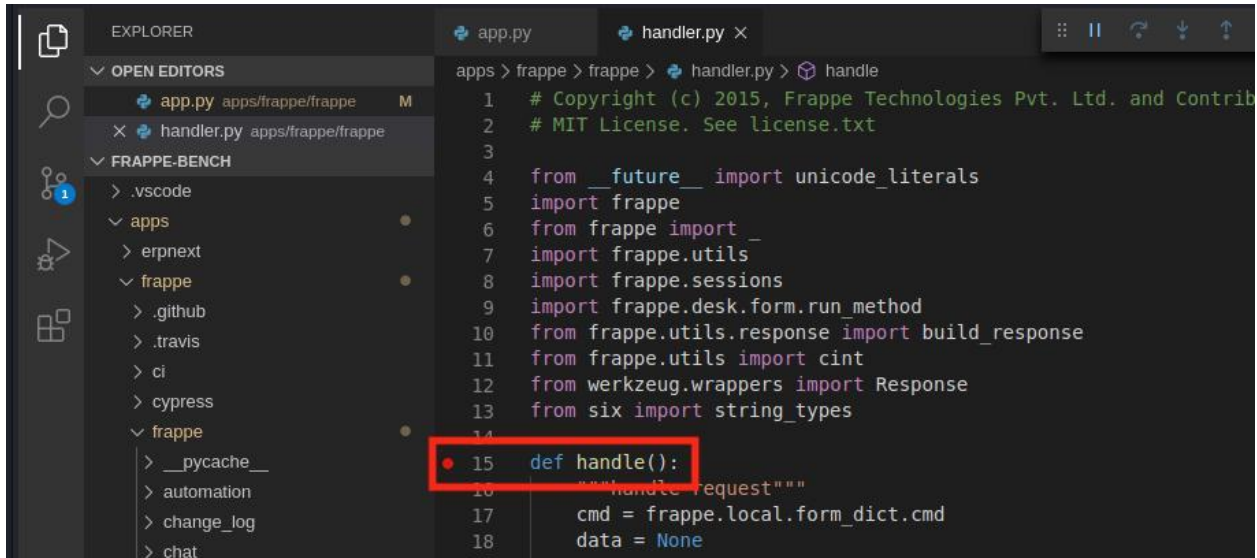 EXPLORER
OPEN EDITORS
app.py apps/frappe/frappe M
handler.py apps/frappe/frappe
FRAPPE-BENCH
1
.vscode
apps
erpnext
frappe
.github
.travis
ci
cypress
frappe
__pycache__
automation
change_log
chat
app.py handler.py
apps > frappe > frappe > handler.py > handle
1 # Copyright (c) 2015, Frappe Technologies Pvt. Ltd. and Contrib
2 # MIT License. See license.txt
3
4 from __future__ import unicode_literals
5 import frappe
6 from frappe import _
7 import frappe.utils
8 import frappe.sessions
9 import frappe.desk.form.run_method
10 from frappe.utils.response import build_response
11 from frappe.utils import cint
12 from werkzeug.wrappers import Response
13 from six import string_types
14
15 def handle():
16 """handle request"""
17 cmd = frappe.local.form_dict.cmd
18 data = None